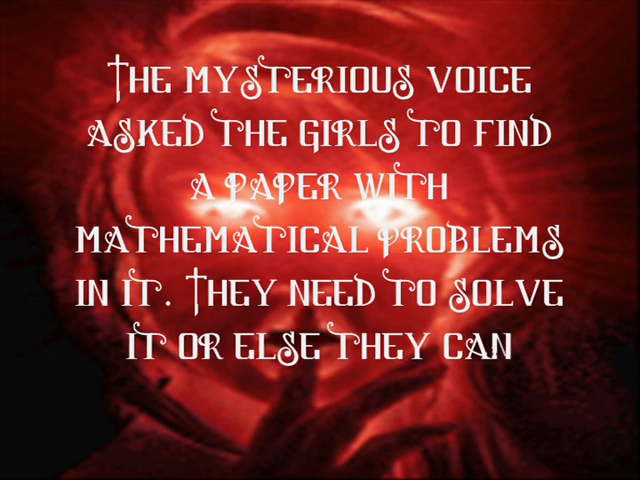 The mysterious voice
asked the girls to find
a paper with
mathematical problems
in it. They need to solve
it or else they can